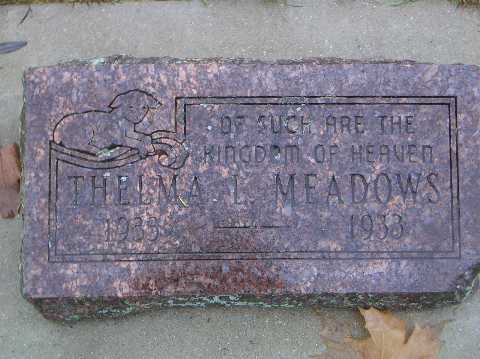 OF SUCH ARE THE
KINGDOM OF HEAVEN
THELMA L. MEADOWS
1933 1933